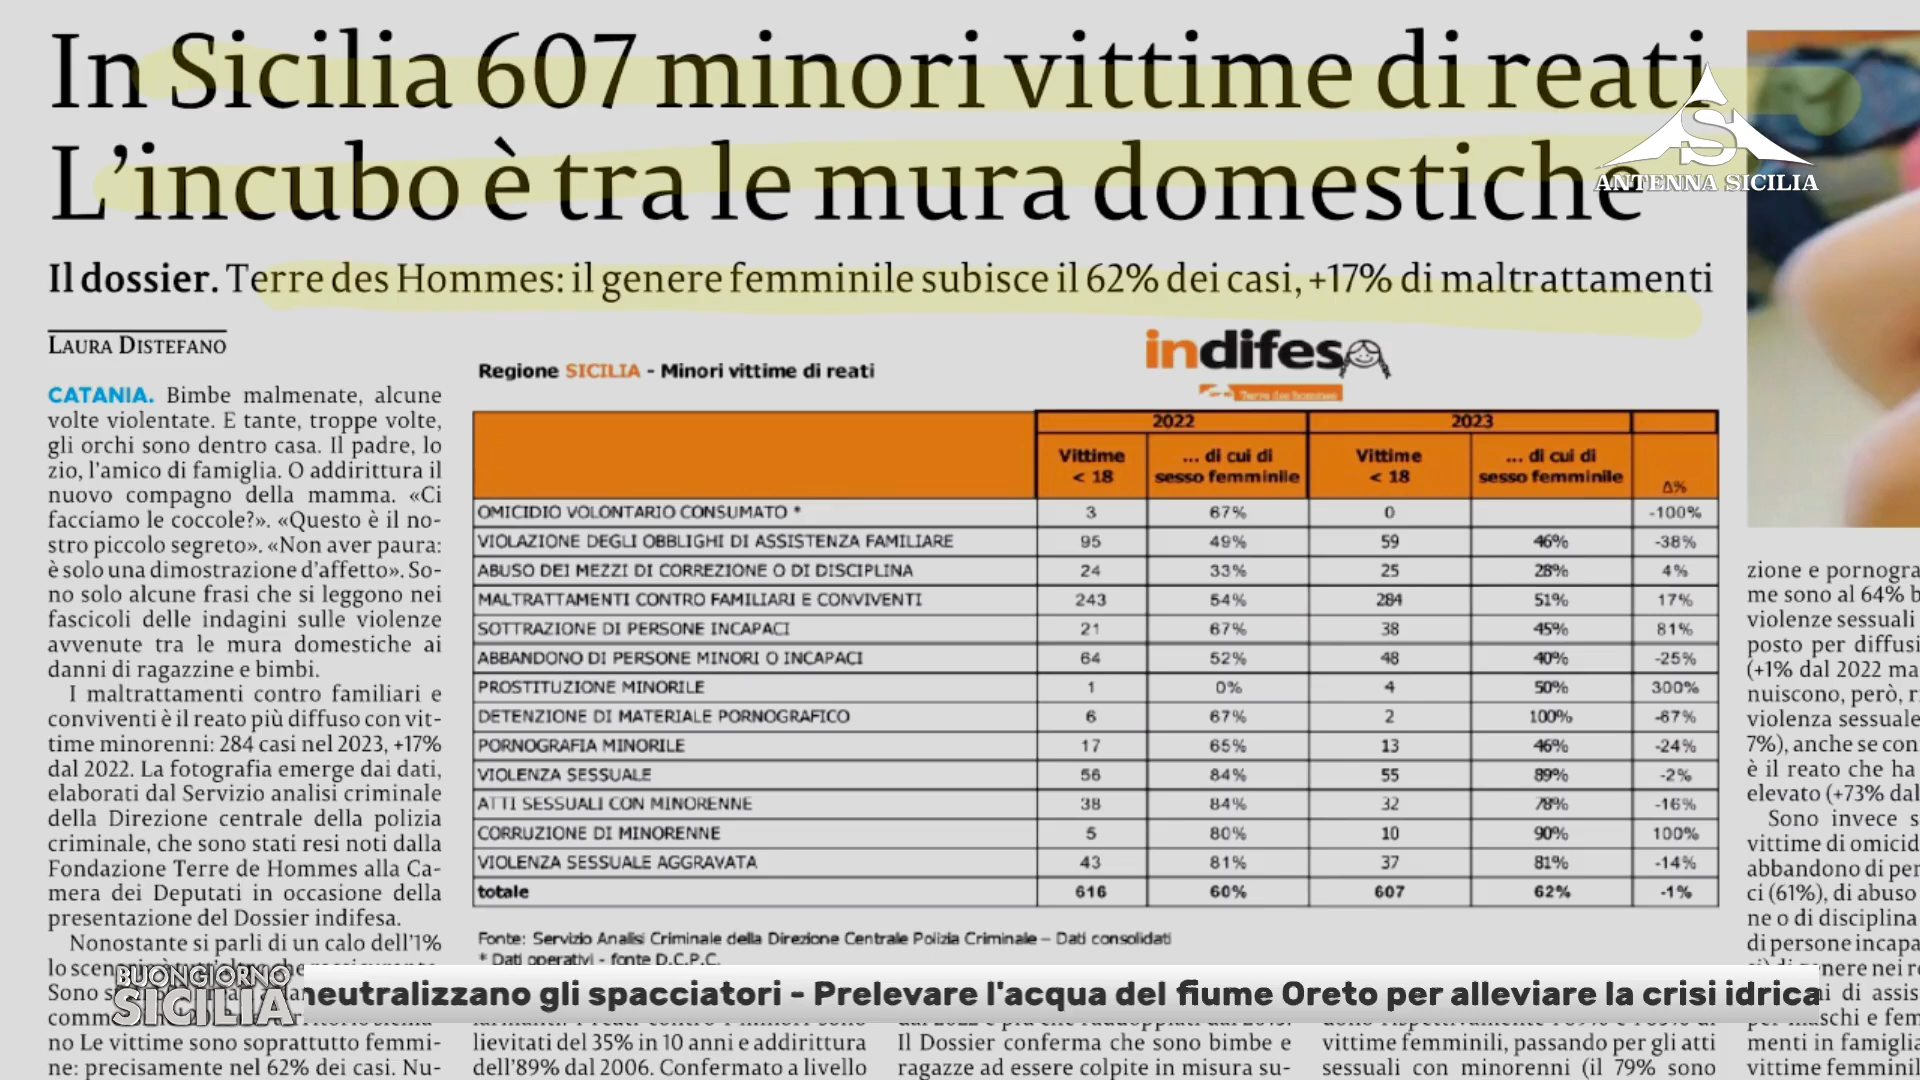 In Sicilia 607 minori vittime di reati
L'incubo è tra le mura domestiche
ANTENNA SICILIA
Il dossier. Terre des Hommes: il genere femminile subisce il 62% dei casi, +17% di maltrattamenti
LAURA DISTEFANO
CATANIA. Bimbe malmenate, alcune
volte violentate. E tante, troppe volte,
gli orchi sono dentro casa. Il padre, lo
zio, l'amico di famiglia. O addirittura il
nuovo compagno della mamma. «Ci
facciamo le coccole?». «Questo è il no-
stro piccolo segreto». «Non aver paura:
è solo una dimostrazione d'affetto». So-
no solo alcune frasi che si leggono nei
fascicoli delle indagini sulle violenze
avvenute tra le mura domestiche ai
danni di ragazzine e bimbi.
I maltrattamenti contro familiari e
conviventi è il reato più diffuso con vit-
time minorenni: 284 casi nel 2023, +17%
dal 2022. La fotografia emerge dai dati,
elaborati dal Servizio analisi criminale
della Direzione centrale della polizia
criminale, che sono stati resi noti dalla
Fondazione Terre de Hommes alla Ca-
mera dei Deputati in occasione della
presentazione del Dossier indifesa.
Nonostante si parli di un calo dell'1%
no Le vittime sono soprattutto femmi-
ne: precisamente nel 62% dei casi. Nu-
Regione SICILIA - Minori vittime di reati
indifesa
Terre des hommes
2022 2023
Vittime < 18 ... di cui di sesso femminile Vittime < 18 ... di cui di sesso femminile Δ%
OMICIDIO VOLONTARIO CONSUMATO * 3 67% 0 -100%
VIOLAZIONE DEGLI OBBLIGHI DI ASSISTENZA FAMILIARE 95 49% 59 46% -38%
ABUSO DEI MEZZI DI CORREZIONE O DI DISCIPLINA 24 33% 25 28% 4%
MALTRATTAMENTI CONTRO FAMILIARI E CONVIVENTI 243 54% 284 51% 17%
SOTTRAZIONE DI PERSONE INCAPACI 21 67% 38 45% 81%
ABBANDONO DI PERSONE MINORI O INCAPACI 64 52% 48 40% -25%
PROSTITUZIONE MINORILE 1 0% 4 50% 300%
DETENZIONE DI MATERIALE PORNOGRAFICO 6 67% 2 100% -67%
PORNOGRAFIA MINORILE 17 65% 13 46% -24%
VIOLENZA SESSUALE 56 84% 55 89% -2%
ATTI SESSUALI CON MINORENNE 38 84% 32 78% -16%
CORRUZIONE DI MINORENNE 5 80% 10 90% 100%
VIOLENZA SESSUALE AGGRAVATA 43 81% 37 81% -14%
totale 616 60% 607 62% -1%
Fonte: Servizio Analisi Criminale della Direzione Centrale Polizia Criminale – Dati consolidati
* Dati operativi - fonte D.C.P.C.
lievitati del 35% in 10 anni e addirittura
dell'89% dal 2006. Confermato a livello
Il Dossier conferma che sono bimbe e
ragazze ad essere colpite in misura su-
vittime femminili, passando per gli atti
sessuali con minorenni (il 79% sono
zione e pornogra
me sono al 64% b
violenze sessuali
posto per diffusi
(+1% dal 2022 ma
nuiscono, però, ri
violenza sessuale
7%), anche se con
è il reato che ha
elevato (+73% dal
Sono invece s
vittime di omicid
abbandono di per
ci (61%), di abuso
ne o di disciplina
di persone incapa
menti in famiglia
vittime femminil
BUONGIORNO
SICILIA
neutralizzano gli spacciatori - Prelevare l'acqua del fiume Oreto per alleviare la crisi idrica